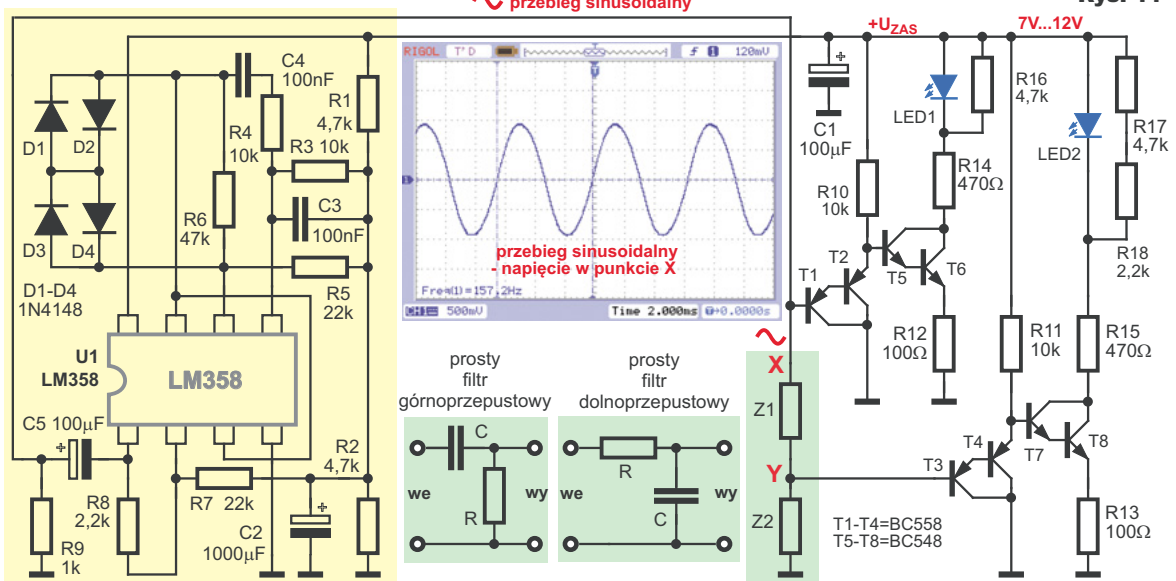 przebieg sinusoidalny
+UZAS
7V...12V
C4
100nF
R1
4,7k
R4
10k
R3 10k
D1
D2
D3
D4
R6
47k
C3
100nF
R5
22k
D1-D4
1N4148
U1
LM358
LM358
C5 100µF
+
R8
2,2k
R9
1k
R7 22k
R2
4,7k
C2
1000µF
+
RIGOL T'D f 1 120mV
T
1
przebieg sinusoidalny
- napięcie w punkcie X
Freq(1)=157.2Hz
CH1 500mV Time 2.000ms +0.0000s
prosty
filtr
górnoprzepustowy
C
R
we
wy
prosty
filtr
dolnoprzepustowy
R
C
we
wy
X
Z1
Y
Z2
+
C1
100µF
R10
10k
LED1
R16
4,7k
R14
470Ω
T1
T2
T5
T6
R12
100Ω
LED2
R17
4,7k
R18
2,2k
R11
10k
R15
470Ω
T3
T4
T7
T8
R13
100Ω
T1-T4=BC558
T5-T8=BC548